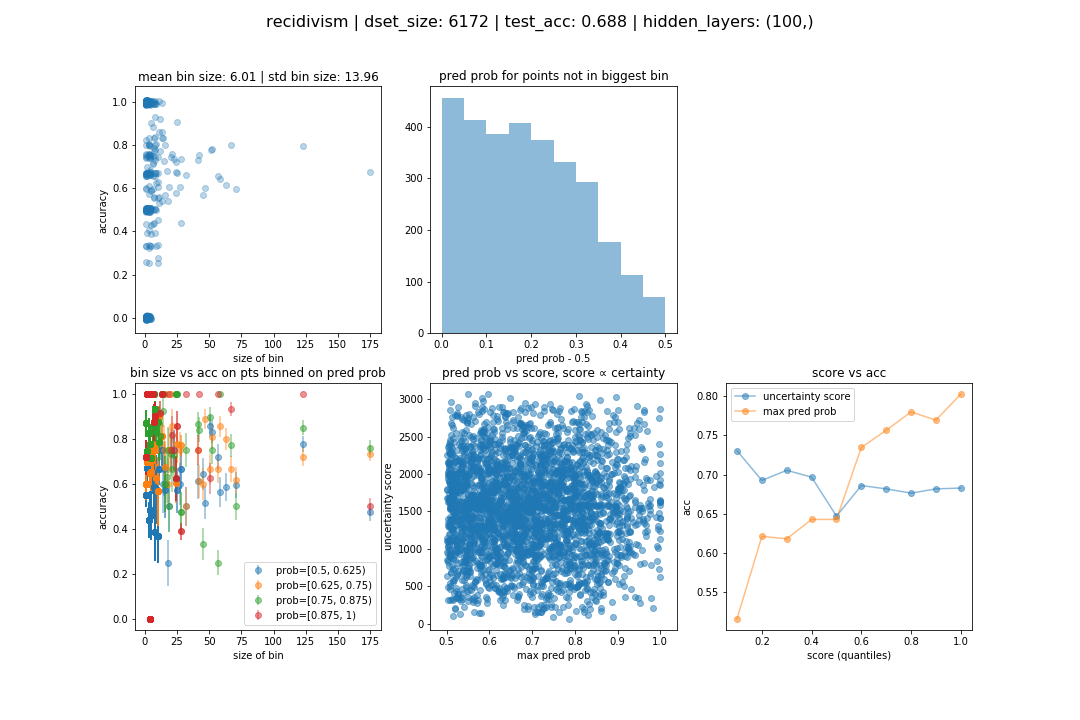 recidivism | dset_size: 6172 | test_acc: 0.688 | hidden_layers: (100,)
mean bin size: 6.01 | std bin size: 13.96
1.0
0.8
0.6
0.4
0.2
0.0
accuracy
0 25 50 75 100 125 150 175
size of bin
pred prob for points not in biggest bin
400
300
200
100
0
0.0 0.1 0.2 0.3 0.4 0.5
pred prob - 0.5
bin size vs acc on pts binned on pred prob
1.0
0.8
0.6
0.4
0.2
0.0
accuracy
prob=[0.5, 0.625)
prob=[0.625, 0.75)
prob=[0.75, 0.875)
prob=[0.875, 1)
0 25 50 75 100 125 150 175
size of bin
pred prob vs score, score ∝ certainty
3000
2500
2000
1500
1000
500
0
uncertainty score
0.5 0.6 0.7 0.8 0.9 1.0
max pred prob
score vs acc
uncertainty score
max pred prob
0.80
0.75
0.70
0.65
0.60
0.55
acc
0.2 0.4 0.6 0.8 1.0
score (quantiles)